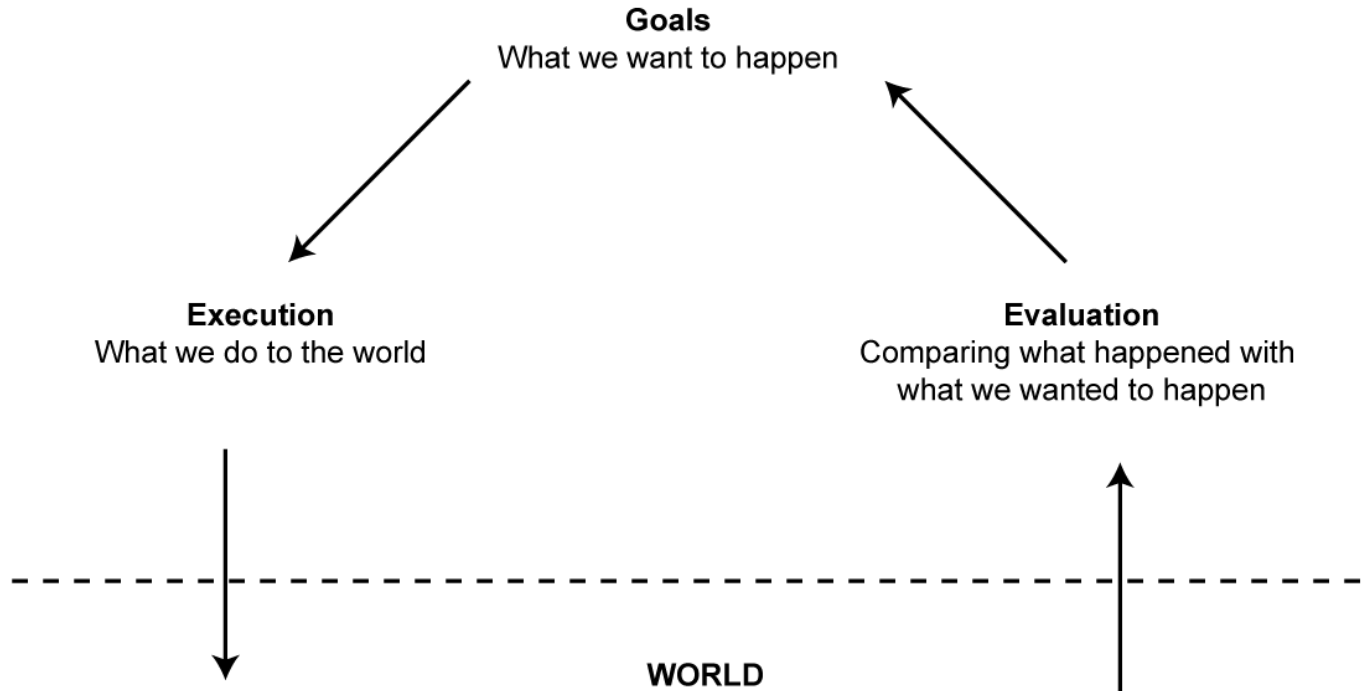 Goals
What we want to happen
Execution
What we do to the world
Evaluation
Comparing what happened with
what we wanted to happen
WORLD